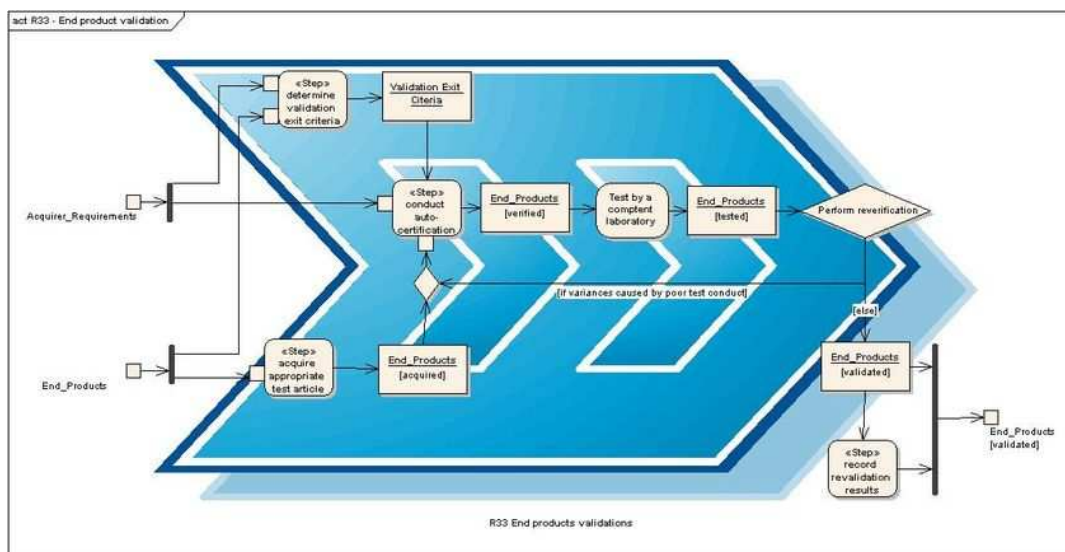 act R33 - End product validation
«Step»
determine
validation
exit criteria
Validation Exit
Citeria
Acquirer_Requirements
«Step»
conduct
auto-
certification
End_Products
[verified]
Test by a
comptent
laboratory
End_Products
[tested]
Perform reverification
[if variances caused by poor test conduct]
[else]
End_Products
«Step»
acquire
appropriate
test article
End_Products
[acquired]
End_Products
[validated]
End_Products
[validated]
«Step»
record
revalidation
results
R33 End products validations